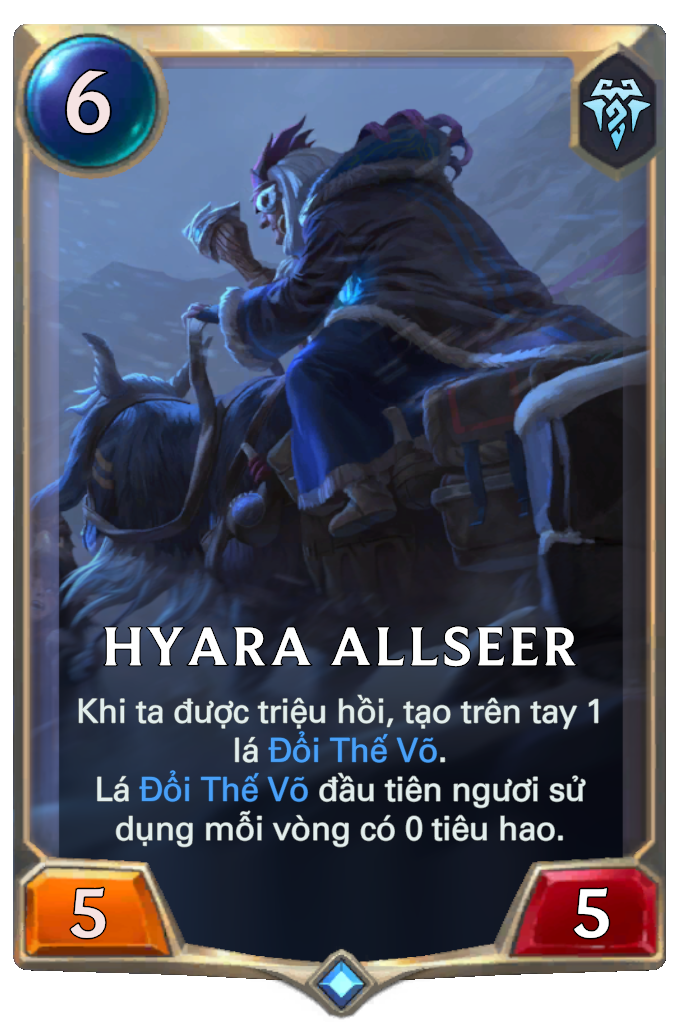 6
HYARA ALLSEER
Khi ta được triệu hồi, tạo trên tay 1
lá Đổi Thế Võ.
Lá Đổi Thế Võ đầu tiên ngươi sử
dụng mỗi vòng có 0 tiêu hao.
5
5